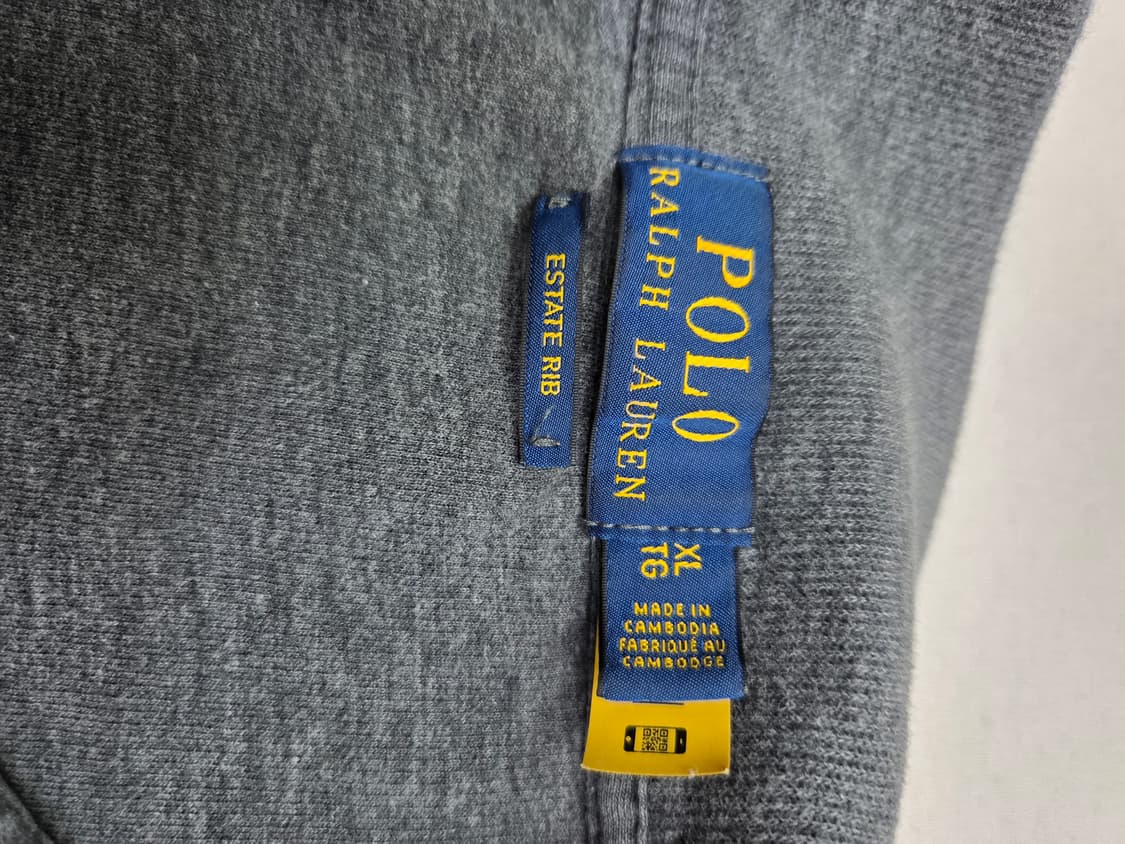 POLO
RALPH LAUREN
ESTATE RIB
XL
TG
MADE IN
CAMBODIA
FABRIQUÉ AU
CAMBODGE